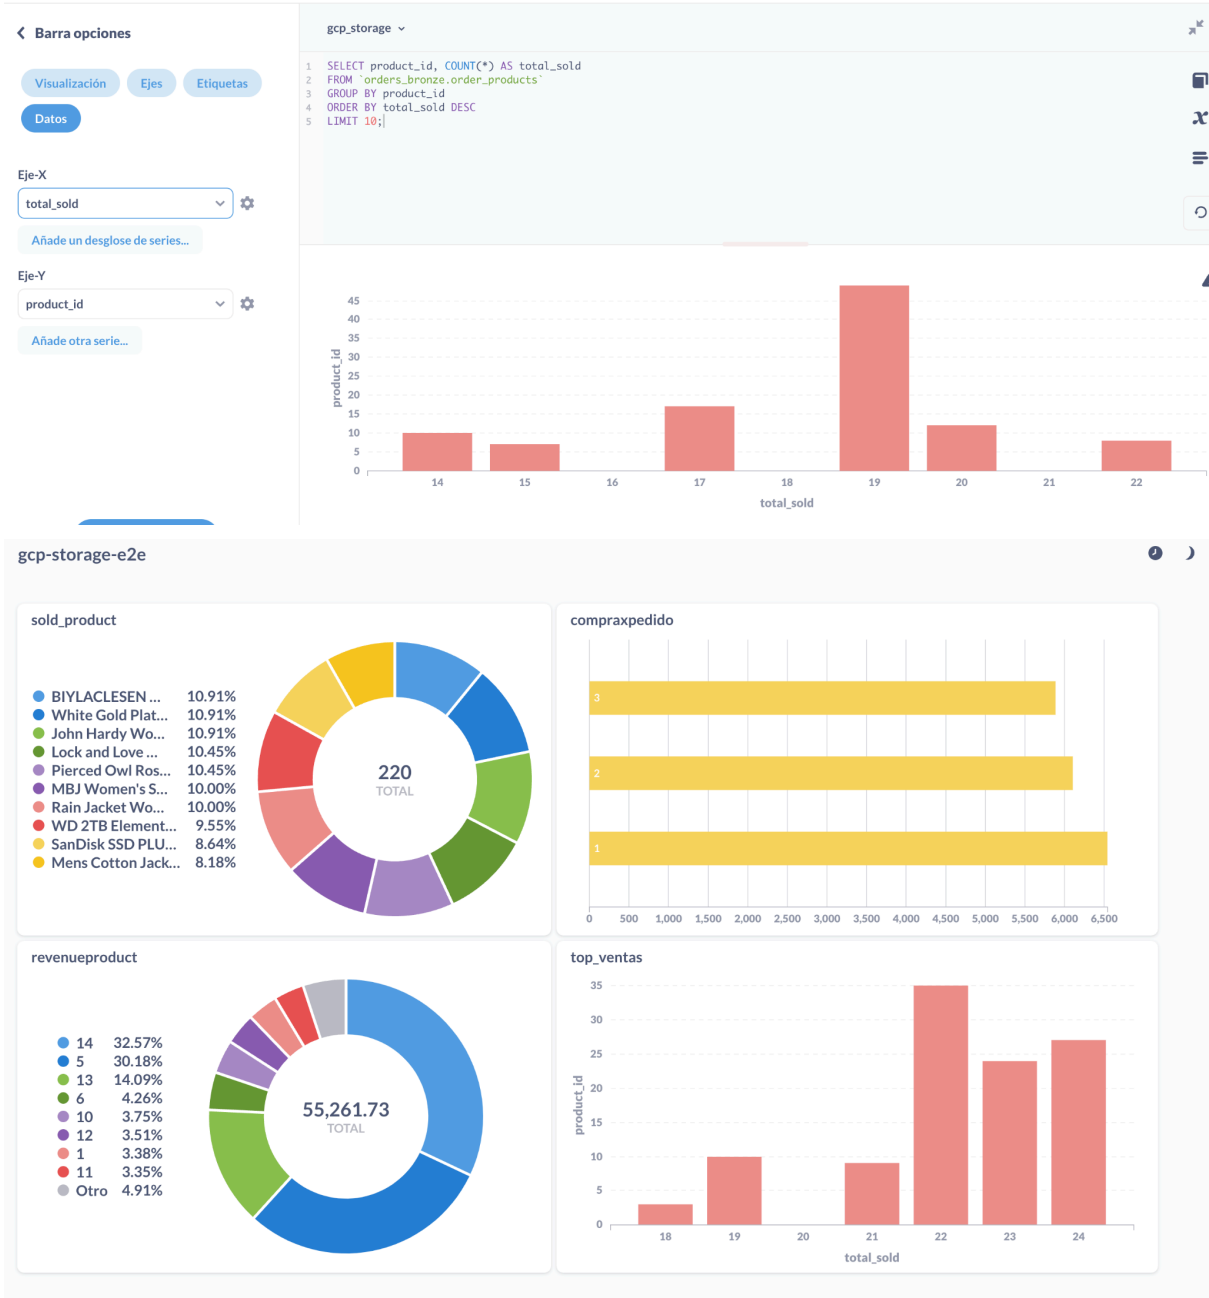 Barra opciones
Visualización Ejes Etiquetas
Datos
Eje-X
total_sold
Añade un desglose de series...
Eje-Y
product_id
Añade otra serie...
gcp_storage
1 SELECT product_id, COUNT(*) AS total_sold
2 FROM `orders_bronze.order_products`
3 GROUP BY product_id
4 ORDER BY total_sold DESC
5 LIMIT 10;
x
product_id
45
40
35
30
25
20
15
10
5
0
14 15 16 17 18 19 20 21 22
total_sold
gcp-storage-e2e
sold_product
BIYLACLESEN ... 10.91%
White Gold Plat... 10.91%
John Hardy Wo... 10.91%
Lock and Love ... 10.45%
Pierced Owl Ros... 10.45%
MBJ Women's S... 10.00%
Rain Jacket Wo... 10.00%
WD 2TB Element... 9.55%
SanDisk SSD PLU... 8.64%
Mens Cotton Jack... 8.18%
220
TOTAL
compraxpedido
3
2
1
0 500 1,000 1,500 2,000 2,500 3,000 3,500 4,000 4,500 5,000 5,500 6,000 6,500
revenueproduct
14 32.57%
5 30.18%
13 14.09%
6 4.26%
10 3.75%
12 3.51%
1 3.38%
11 3.35%
Otro 4.91%
55,261.73
TOTAL
top_ventas
product_id
35
30
25
20
15
10
5
0
18 19 20 21 22 23 24
total_sold